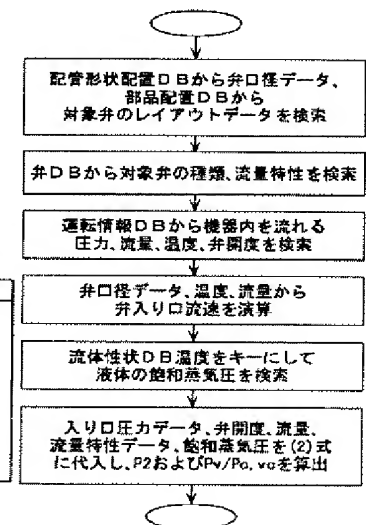 配管形状配置DBから弁口径データ、
部品配置DBから
対象弁のレイアウトデータを検索
弁DBから対象弁の種類、流量特性を検索
運転情報DBから機器内を流れる
圧力、流量、温度、弁開度を検索
弁口径データ、温度、流量から
弁入り口流速を演算
流体性状DB温度をキーにして
液体の飽和蒸気圧を検索
入り口圧力データ、弁開度、流量、
流量特性データ、飽和蒸気圧を(2)式
に代入し、P2およびPv/Po,vcを算出